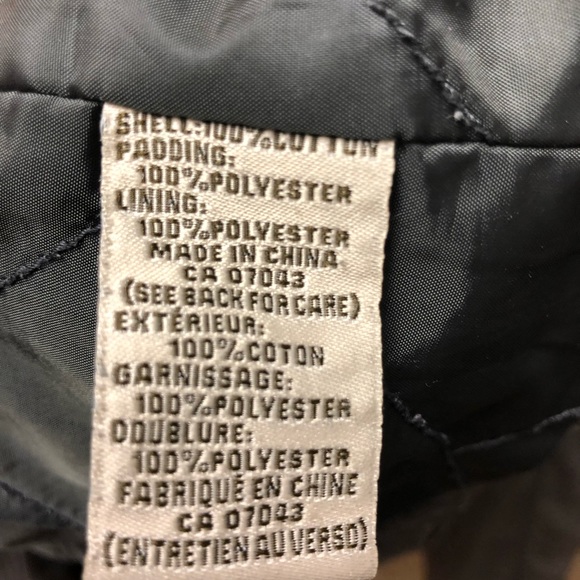 SHELL:100%COTTON
PADDING:
100%POLYESTER
LINING:
100%POLYESTER
MADE IN CHINA
CA 07043
(SEE BACK FOR CARE)
EXTÉRIEUR:
100%COTON
GARNISSAGE:
100%POLYESTER
DOUBLURE:
100%POLYESTER
FABRIQUÉ EN CHINE
CA 07043
(ENTRETIEN AU VERSO)